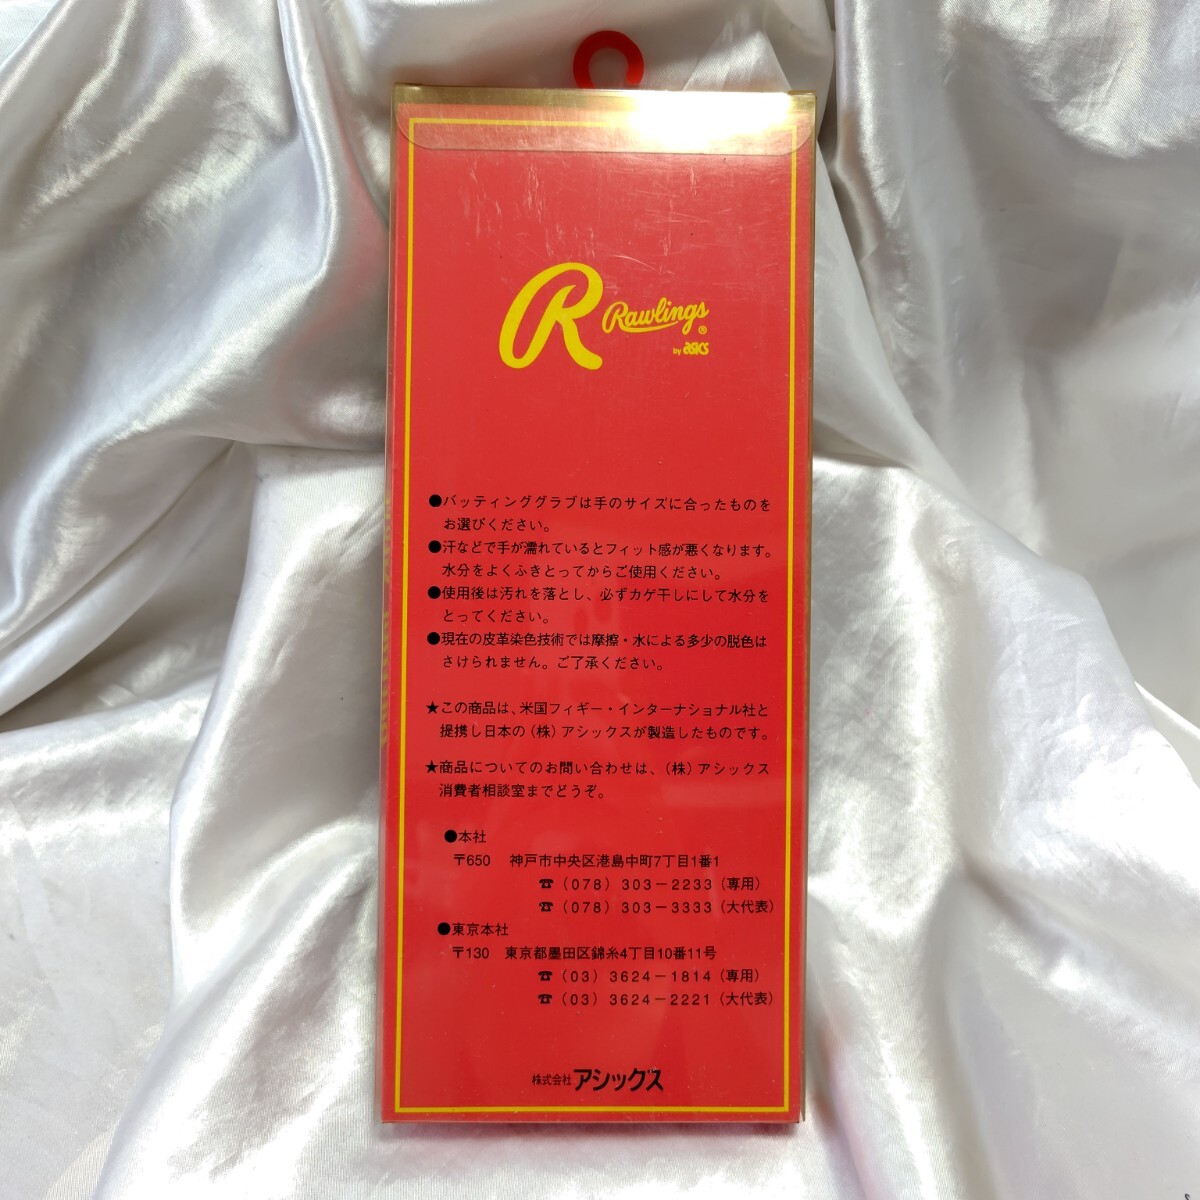 R Rawlings®
by asics
●バッティンググラブは手のサイズに合ったものを
お選びください。
●汗などで手が濡れているとフィット感が悪くなります。
水分をよくふきとってからご使用ください。
●使用後は汚れを落とし、必ずカゲ干しにして水分を
とってください。
●現在の皮革染色技術では摩擦・水による多少の脱色は
さけられません。ご了承ください。
★この商品は、米国フィギー・インターナショナル社と
提携し日本の(株)アシックスが製造したものです。
★商品についてのお問い合わせは、(株)アシックス
消費者相談室までどうぞ。
●本社
〒650 神戸市中央区港島中町7丁目1番1
☎(078)303-2233(専用)
☎(078)303-3333(大代表)
●東京本社
〒130 東京都墨田区錦糸4丁目10番11号
☎(03)3624-1814(専用)
☎(03)3624-2221(大代表)
株式会社アシックス